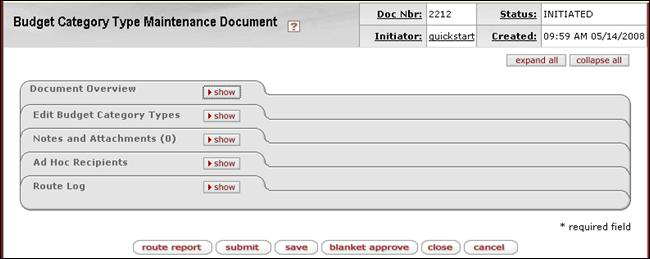 Budget Category Type Maintenance Document ?
Doc Nbr: 2212 Status: INITIATED
Initiator: quickstart Created: 09:59 AM 05/14/2008
expand all collapse all
Document Overview show
Edit Budget Category Types show
Notes and Attachments (0) show
Ad Hoc Recipients show
Route Log show
* required field
route report submit save blanket approve close cancel